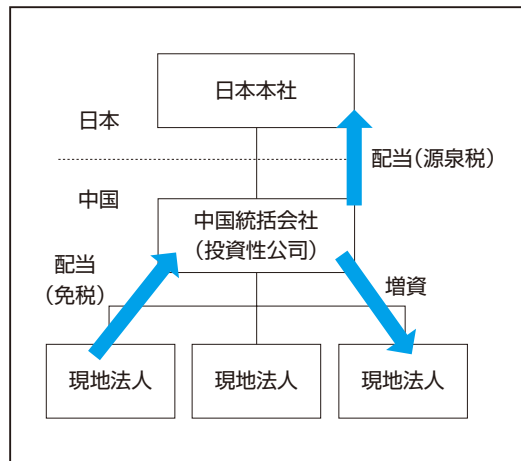 日本本社
日本
配当(源泉税)
中国
中国統括会社
(投資性公司)
配当
(免税)
増資
現地法人
現地法人
現地法人